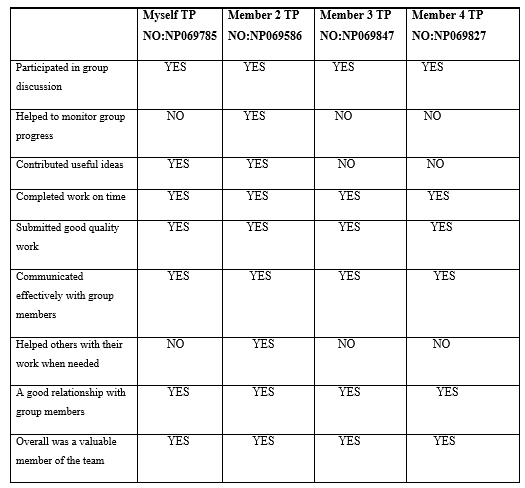 Myself TP Member 2 TP Member 3 TP Member 4 TP
NO:NP069785 NO:NP069586 NO:NP069847 NO:NP069827
Participated in group YES YES YES YES
discussion
Helped to monitor group NO YES NO NO
progress
Contributed useful ideas YES YES NO NO
Completed work on time YES YES YES YES
Submitted good quality YES YES YES YES
work
Communicated YES YES YES YES
effectively with group
members
Helped others with their NO YES NO NO
work when needed
A good relationship with YES YES YES YES
group members
Overall was a valuable YES YES YES YES
member of the team